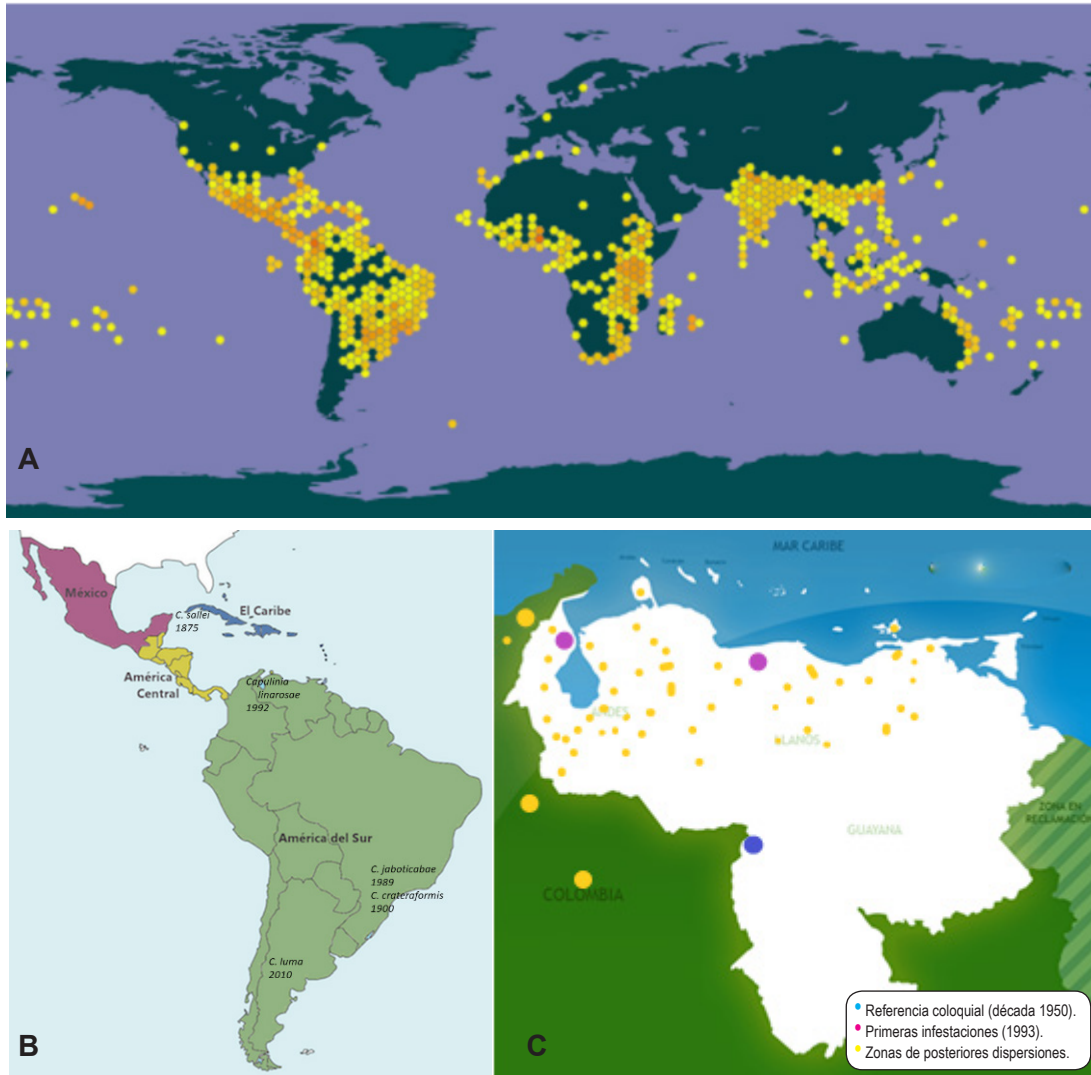 A
México
C. sallei
1875
El Caribe
América
Central
Capulinia
linarosae
1992
América del Sur
C. jaboticabae
1989
C. crateraformis
1900
C. luma
2010
B
MAR CARIBE
ANDES
LLANOS
GUAYANA
ZONA EN
RECLAMACIÓN
COLOMBIA
C
Referencia coloquial (década 1950).
Primeras infestaciones (1993).
Zonas de posteriores dispersiones.